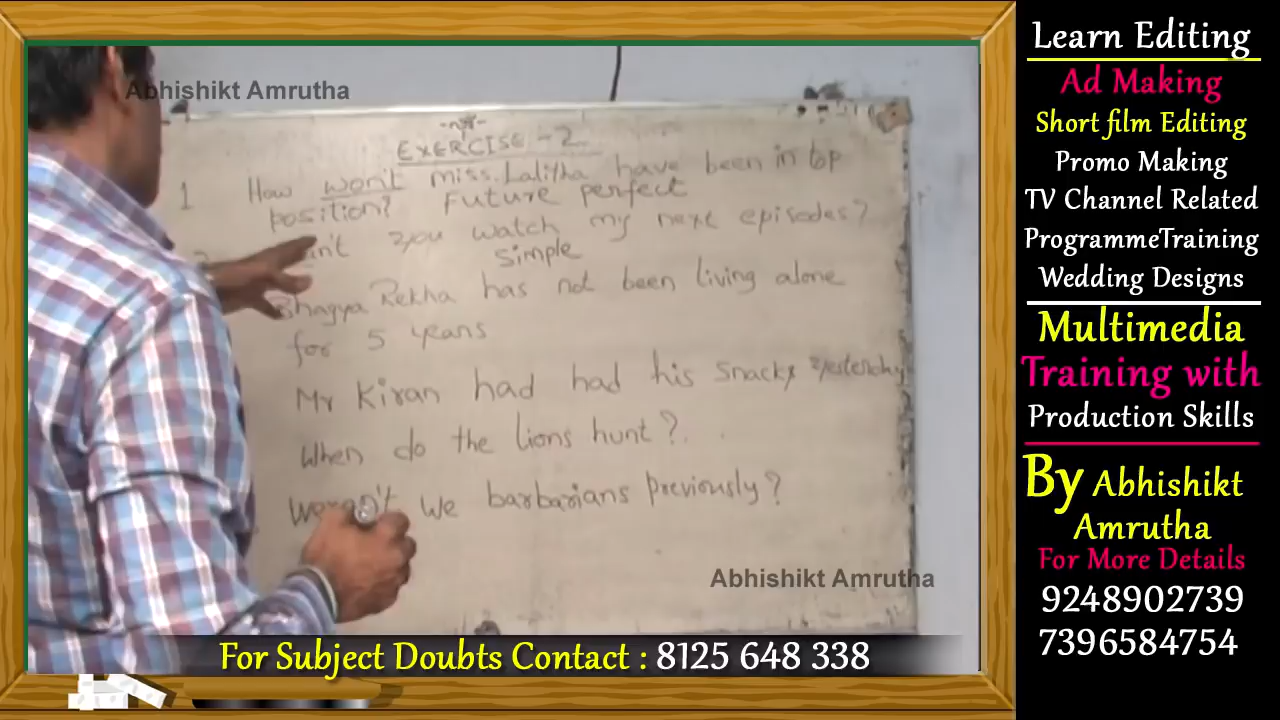 Abhishikt Amrutha
EXERCISE - 2
1 How won't miss. Lalitha have been in top
position? Future perfect
you watch my next episodes?
Simple
Bhagya Rekha has not been living alone
for 5 years
Mr Kiran had had his snacks yesterday
When do the lions hunt?
we barbarians previously?
Abhishikt Amrutha
For Subject Doubts Contact : 8125 648 338
Learn Editing
Ad Making
Short film Editing
Promo Making
TV Channel Related
ProgrammeTraining
Wedding Designs
Multimedia
Training with
Production Skills
By Abhishikt
Amrutha
For More Details
9248902739
7396584754